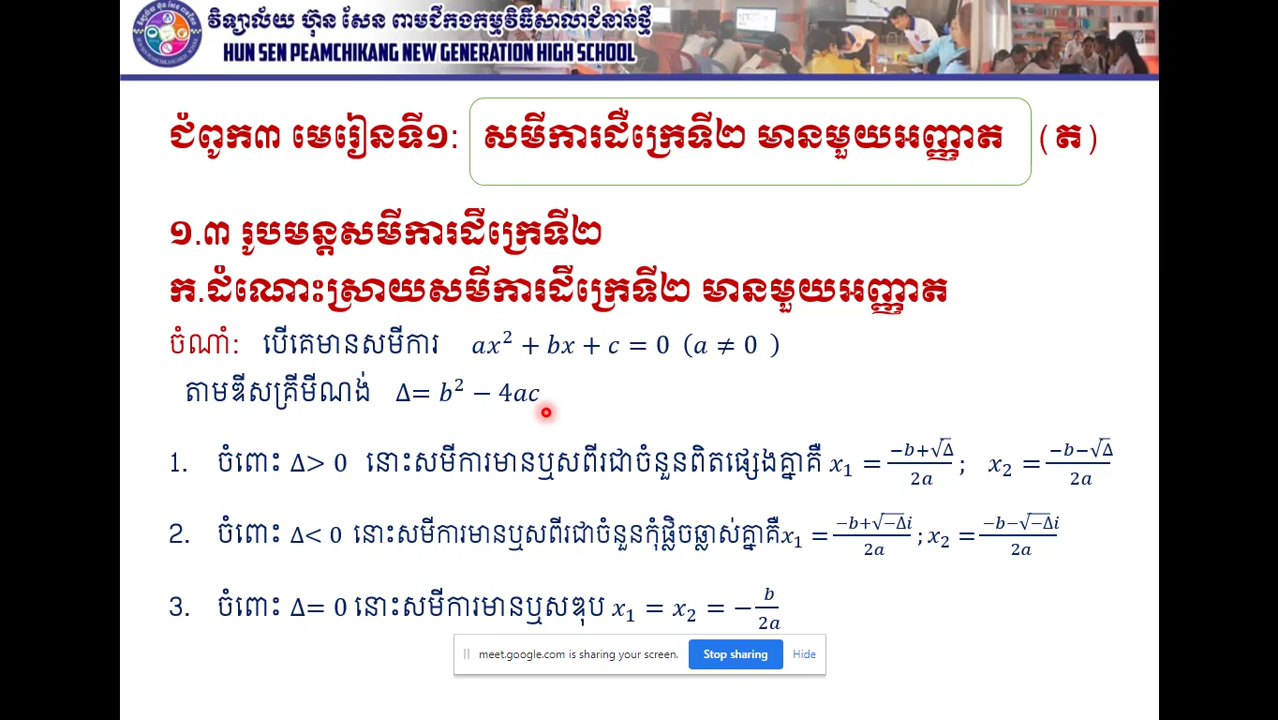 វិទ្យាល័យ ហ៊ុន សែន ពាមជីកងកម្មវិធីសាលាជំនាន់ថ្មី
HUN SEN PEAMCHIKANG NEW GENERATION HIGH SCHOOL
ជំពូក៣ មេរៀនទី១: សមីការដឺក្រេទី២ មានមួយអញ្ញាត (ត)
១.៣ រូបមន្តសមីការដឺក្រេទី២
ក.ដំណោះស្រាយសមីការដឺក្រេទី២ មានមួយអញ្ញាត
ចំណាំ: បើគេមានសមីការ ax² + bx + c = 0 (a ≠ 0 )
តាមឌីសគ្រីមីណង់ Δ= b² − 4ac
1. ចំពោះ Δ> 0 នោះសមីការមានឬសពីរជាចំនួនពិតផ្សេងគ្នាគឺ x₁ = (−b+√Δ)/2a ; x₂ = (−b−√Δ)/2a
2. ចំពោះ Δ< 0 នោះសមីការមានឬសពីរជាចំនួនកុំផ្លិចឆ្លាស់គ្នាគឺ x₁ = (−b+√−Δi)/2a ; x₂ = (−b−√−Δi)/2a
3. ចំពោះ Δ= 0 នោះសមីការមានឬសឌុប x₁ = x₂ = −b/2a
meet.google.com is sharing your screen. Stop sharing Hide